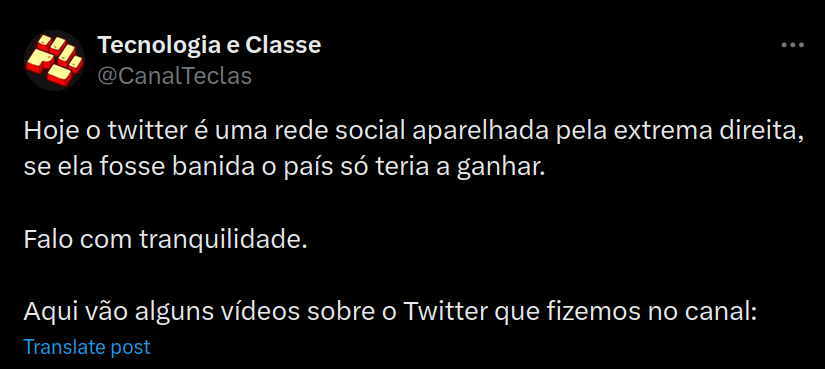 Tecnologia e Classe
@CanalTeclas
Hoje o twitter é uma rede social aparelhada pela extrema direita,
se ela fosse banida o país só teria a ganhar.
Falo com tranquilidade.
Aqui vão alguns vídeos sobre o Twitter que fizemos no canal:
Translate post